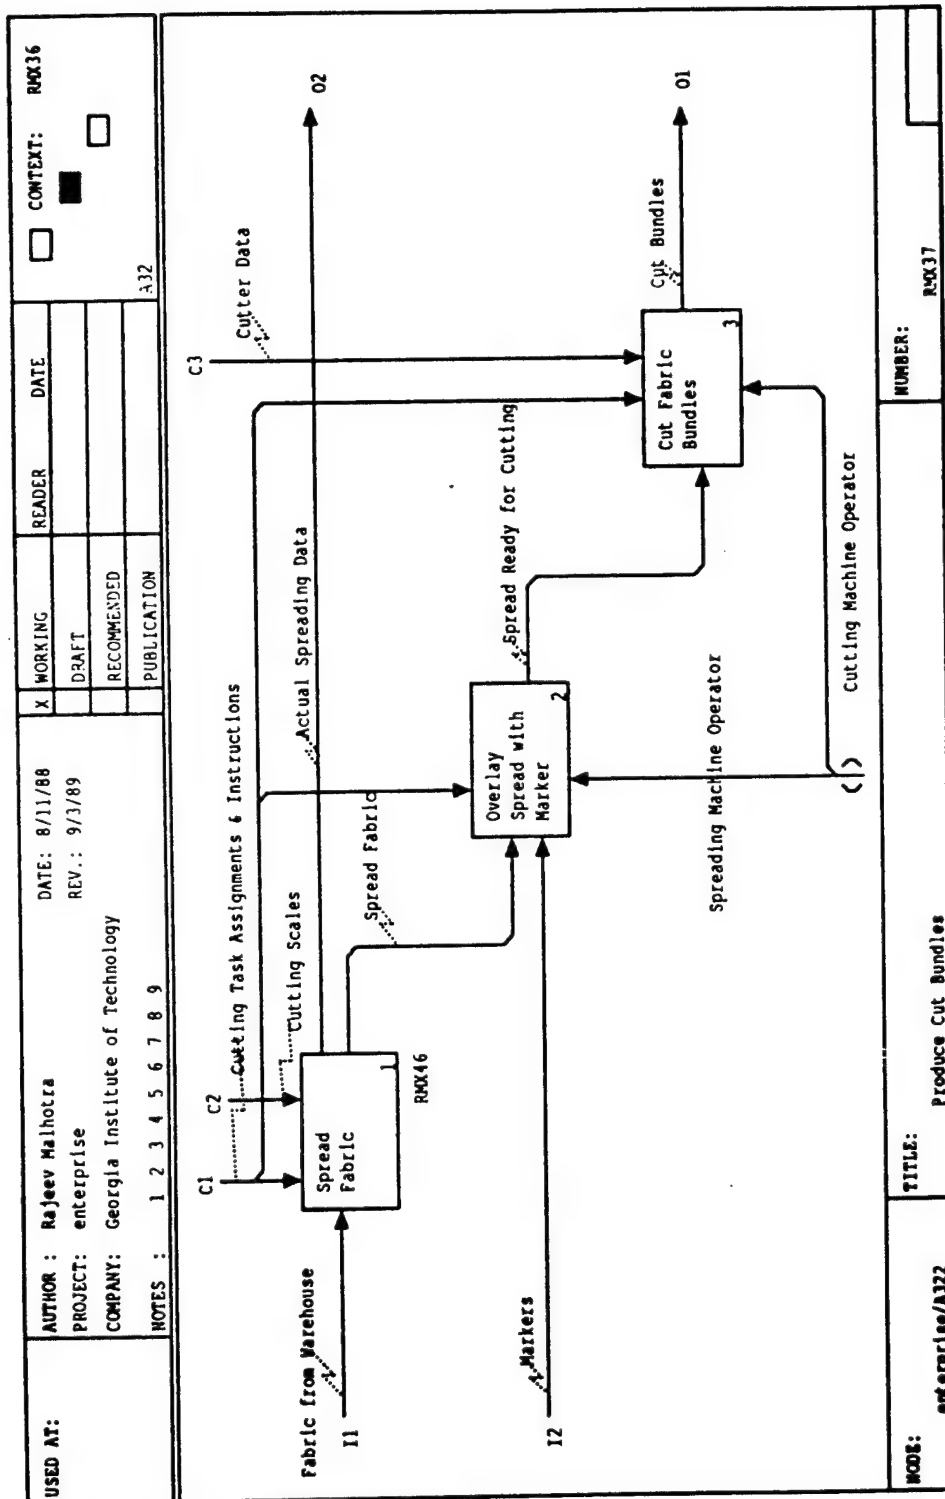 USED AT:
AUTHOR : Rajeev Malhotra
DATE: 8/11/88
PROJECT: enterprise
REV.: 9/3/89
COMPANY: Georgia Institute of Technology
NOTES : 1 2 3 4 5 6 7 8 9
X WORKING
DRAFT
RECOMMENDED
PUBLICATION
READER DATE
CONTEXT: RMX36
A32
C1
C2
C3
Cutting Task Assignments & Instructions
Cutting Scales
Cutter Data
Actual Spreading Data
O2
Fabric from Warehouse
I1
Spread
Fabric
1
RMX46
Spread Fabric
Markers
I2
Overlay
Spread with
Marker
2
Spread Ready for Cutting
Cut Fabric
Bundles
3
Cut Bundles
O1
Spreading Machine Operator
Cutting Machine Operator
NODE: enterprise/A322
TITLE: Produce Cut Bundles
NUMBER: RMX37